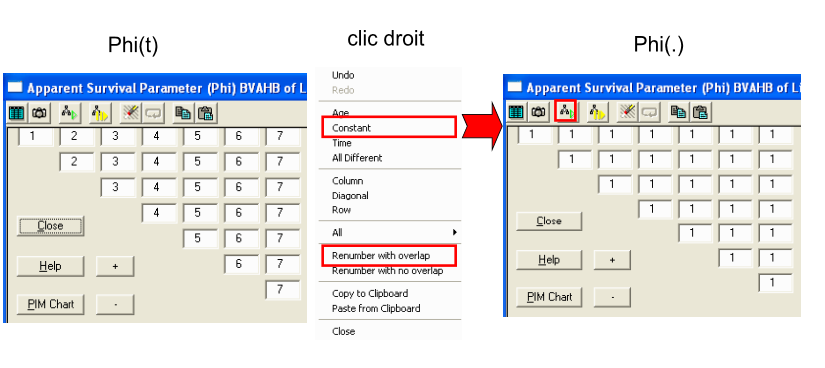 Phi(t)
Apparent Survival Parameter (Phi) BVAHB of L
1 2 3 4 5 6 7
2 3 4 5 6 7
3 4 5 6 7
4 5 6 7
5 6 7
6 7
7
Close
Help +
PIM Chart -
clic droit
Undo
Redo
Age
Constant
Time
All Different
Column
Diagonal
Row
All
Renumber with overlap
Renumber with no overlap
Copy to Clipboard
Paste from Clipboard
Close
Phi(.)
Apparent Survival Parameter (Phi) BVAHB of Li
1 1 1 1 1 1 1
1 1 1 1 1 1
1 1 1 1 1
1 1 1 1
1 1 1
1 1
1
Close
Help +
PIM Chart -